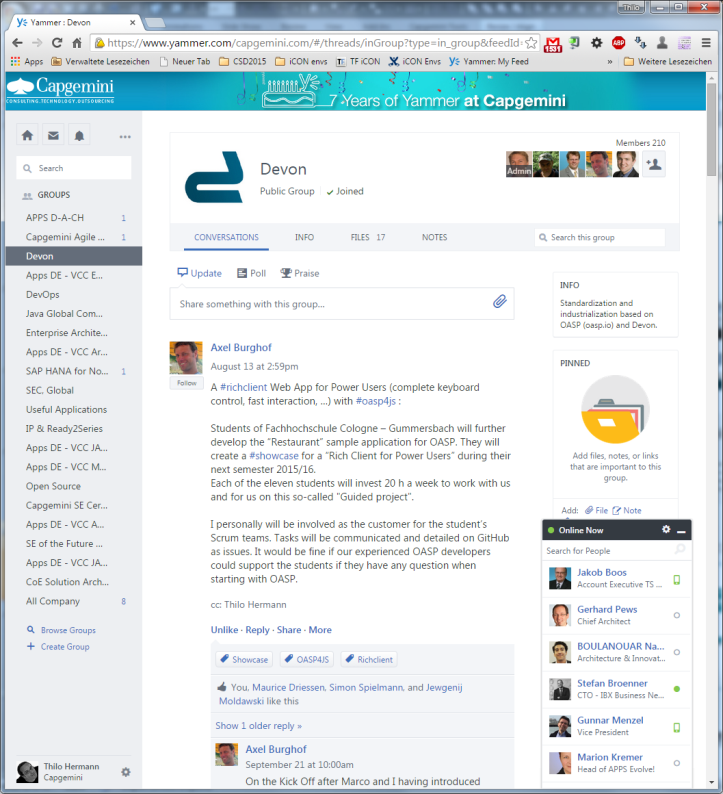 Thilo
Yammer : Devon
https://www.yammer.com/capgemini.com/#/threads/inGroup?type=in_group&feedId=
1531
ABP
Apps
Bookmarks
Verwaltete Lesezeichen
Neuer Tab
CSD2015
iCON envs
TF iCON
iCON Envs
Yammer: My Feed
»
Weitere Lesezeichen
Capgemini
CONSULTING.TECHNOLOGY.OUTSOURCING
7 Years of Yammer at Capgemini
Search
GROUPS
APPS D-A-CH 1
Capgemini Agile ... 1
Devon
Apps DE - VCC E...
DevOps
Java Global Com...
Enterprise Archite...
Apps DE - VCC Ar...
SAP HANA for No... 1
SEC. Global
Useful Applications
IP & Ready2Series
Apps DE - VCC JA...
Apps DE - VCC M...
Open Source
Capgemini SE Cer...
Apps DE - VCC A...
SE of the Future ...
Apps DE - VCC JA...
CoE Solution Arch...
All Company 8
Browse Groups
Create Group
Thilo Hermann
Capgemini
Devon
Public Group
Joined
Members 210
Admin
CONVERSATIONS
INFO
FILES 17
NOTES
Search this group
Update
Poll
Praise
Share something with this group...
Axel Burghof
August 13 at 2:59pm
Follow
A #richclient Web App for Power Users (complete keyboard
control, fast interaction, ...) with #oasp4js :
Students of Fachhochschule Cologne – Gummersbach will further
develop the "Restaurant" sample application for OASP. They will
create a #showcase for a "Rich Client for Power Users" during their
next semester 2015/16.
Each of the eleven students will invest 20 h a week to work with us
and for us on this so-called "Guided project".
I personally will be involved as the customer for the student´s
Scrum teams. Tasks will be communicated and detailed on GitHub
as issues. It would be fine if our experienced OASP developers
could support the students if they have any question when
starting with OASP.
cc: Thilo Hermann
Unlike · Reply · Share · More
Showcase
OASP4JS
Richclient
You, Maurice Driessen, Simon Spielmann, and Jewgenij
Moldawski like this
Show 1 older reply »
Axel Burghof
September 21 at 10:00am
On the Kick Off after Marco and I having introduced
INFO
Standardization and
industrialization based on
OASP (oasp.io) and Devon.
PINNED
Add files, notes, or links
that are important to this
group.
Add: File Note
Online Now
Search for People
Jakob Boos
Account Executive TS ...
Gerhard Pews
Chief Architect
BOULANOUAR Na...
Architecture & Innovat...
Stefan Broenner
CTO - IBX Business Ne...
Gunnar Menzel
Vice President
Marion Kremer
Head of APPS Evolve!